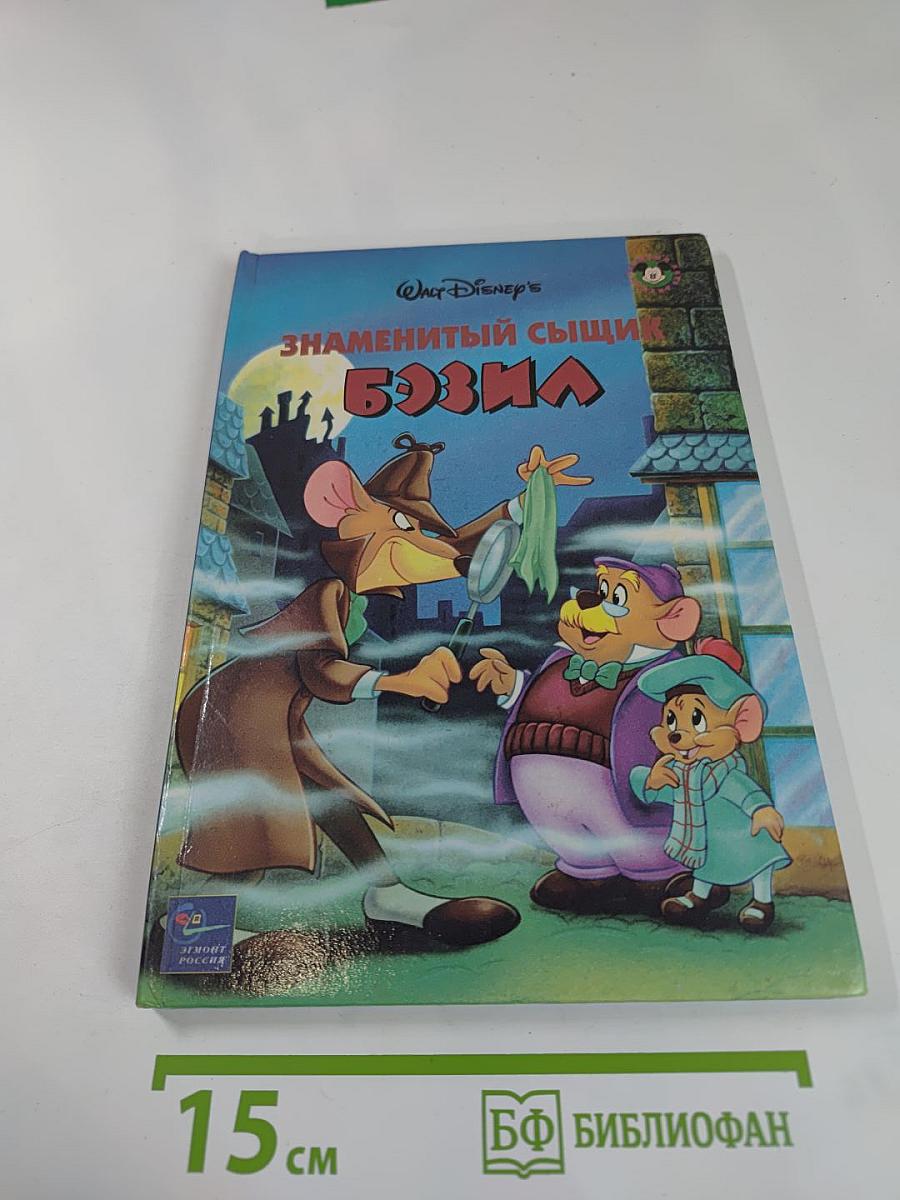 Walt Disney's
ЗНАМЕНИТЫЙ СЫЩИК
БЭЗИЛ
ЭГМОНТ
РОССИЯ
15 см
БФ БИБЛИОФАН